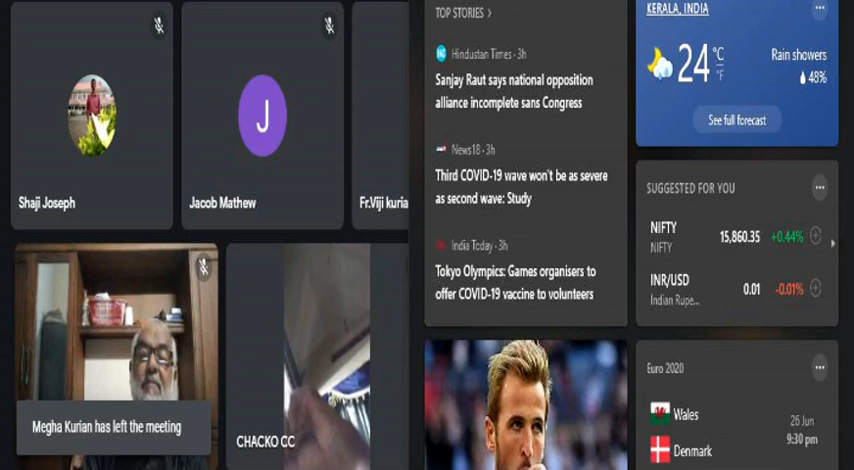 Shaji Joseph
J
Jacob Mathew
Fr.Viji kuria
Megha Kurian has left the meeting
CHACKO CC
TOP STORIES >
Hindustan Times · 3h
Sanjay Raut says national opposition
alliance incomplete sans Congress
News18 · 3h
Third COVID-19 wave won't be as severe
as second wave: Study
India Today · 3h
Tokyo Olympics: Games organisers to
offer COVID-19 vaccine to volunteers
KERALA, INDIA
24 °C
°F
Rain showers
48%
See full forecast
SUGGESTED FOR YOU
NIFTY 15,860.35 +0.44%
NIFTY
INR/USD 0.01 -0.01%
Indian Rupe...
Euro 2020
Wales
Denmark
26 Jun
9:30 pm